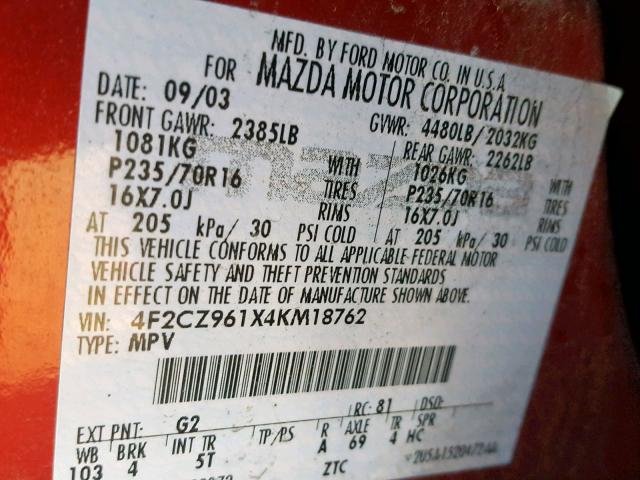 MFD. BY FORD MOTOR CO. IN U.S.A
FOR MAZDA MOTOR CORPORATION
DATE: 09/03 GVWR: 4480LB/2032KG
FRONT GAWR: 2385LB REAR GAWR: 2262LB
1081KG WITH 1026KG WITH
P235/70R16 TIRES P235/70R16 TIRES
16X7.0J RIMS 16X7.0J RIMS
AT 205 kPa/ 30 PSI COLD AT 205 kPa/ 30 PSI COLD
THIS VEHICLE CONFORMS TO ALL APPLICABLE FEDERAL MOTOR
VEHICLE SAFETY AND THEFT PREVENTION STANDARDS
IN EFFECT ON THE DATE OF MANUFACTURE SHOWN ABOVE.
VIN: 4F2CZ961X4KM18762
TYPE: MPV
EXT PNT: G2 RC: 81 DSO:
WB BRK INT TR TP/PS R AXLE TR SPR
103 4 5T A 69 4 HC
ZTC